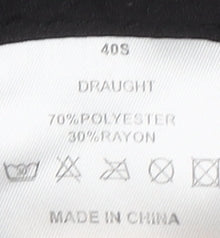 40S
DRAUGHT
70%POLYESTER
30%RAYON
MADE IN CHINA